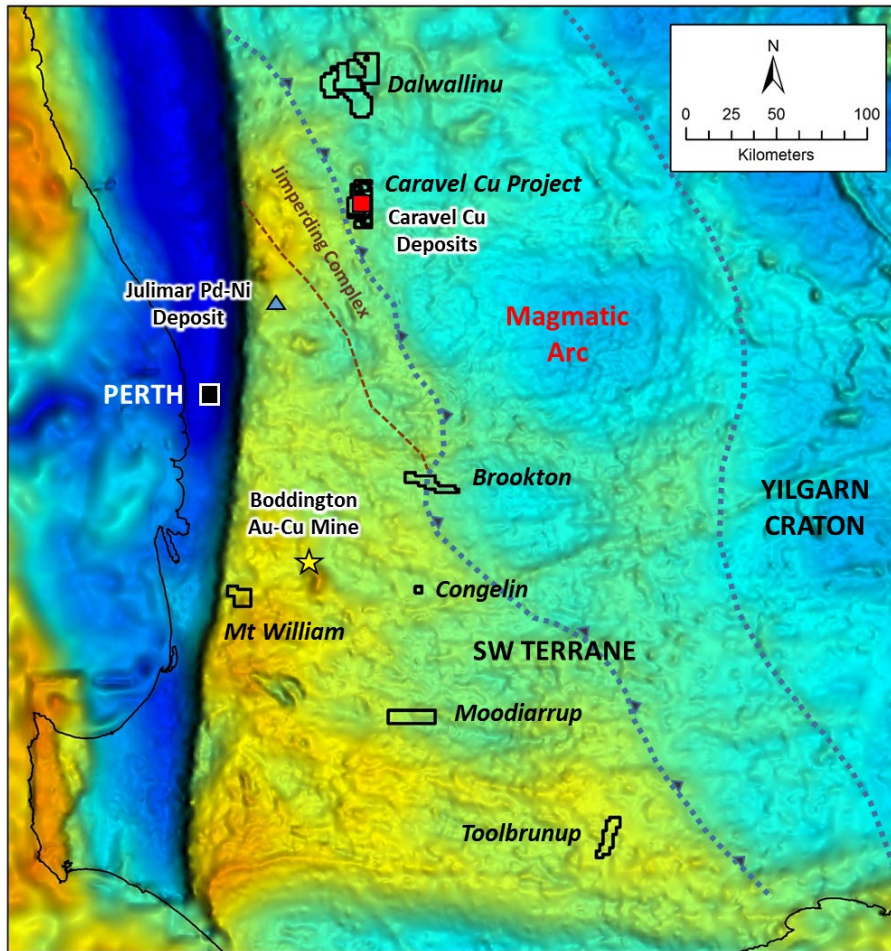 N
0 25 50 100
Kilometers
Dalwallinu
Caravel Cu Project
Caravel Cu
Deposits
Jimperding Complex
Julimar Pd-Ni
Deposit
Magmatic
Arc
PERTH
Brookton
YILGARN
CRATON
Boddington
Au-Cu Mine
Congelin
Mt William
SW TERRANE
Moodiarrup
Toolbrunup